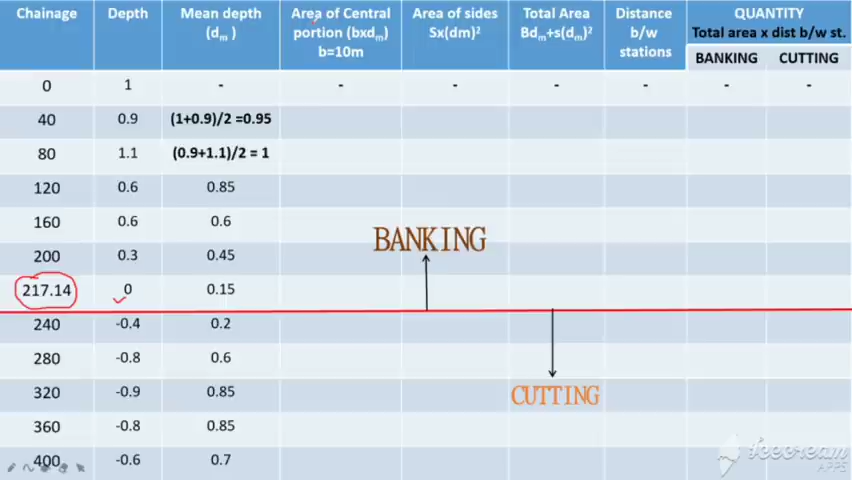 Chainage Depth Mean depth Area of Central Area of sides Total Area Distance QUANTITY
(dm ) portion (bxdm) Sx(dm)² Bdm+s(dm)² b/w Total area x dist b/w st.
b=10m stations BANKING CUTTING
0 1 - - - - - - -
40 0.9 (1+0.9)/2 =0.95
80 1.1 (0.9+1.1)/2 = 1
120 0.6 0.85
160 0.6 0.6
BANKING
200 0.3 0.45
217.14 0 0.15
240 -0.4 0.2
280 -0.8 0.6
320 -0.9 0.85
CUTTING
360 -0.8 0.85
400 -0.6 0.7
icecream
APPS